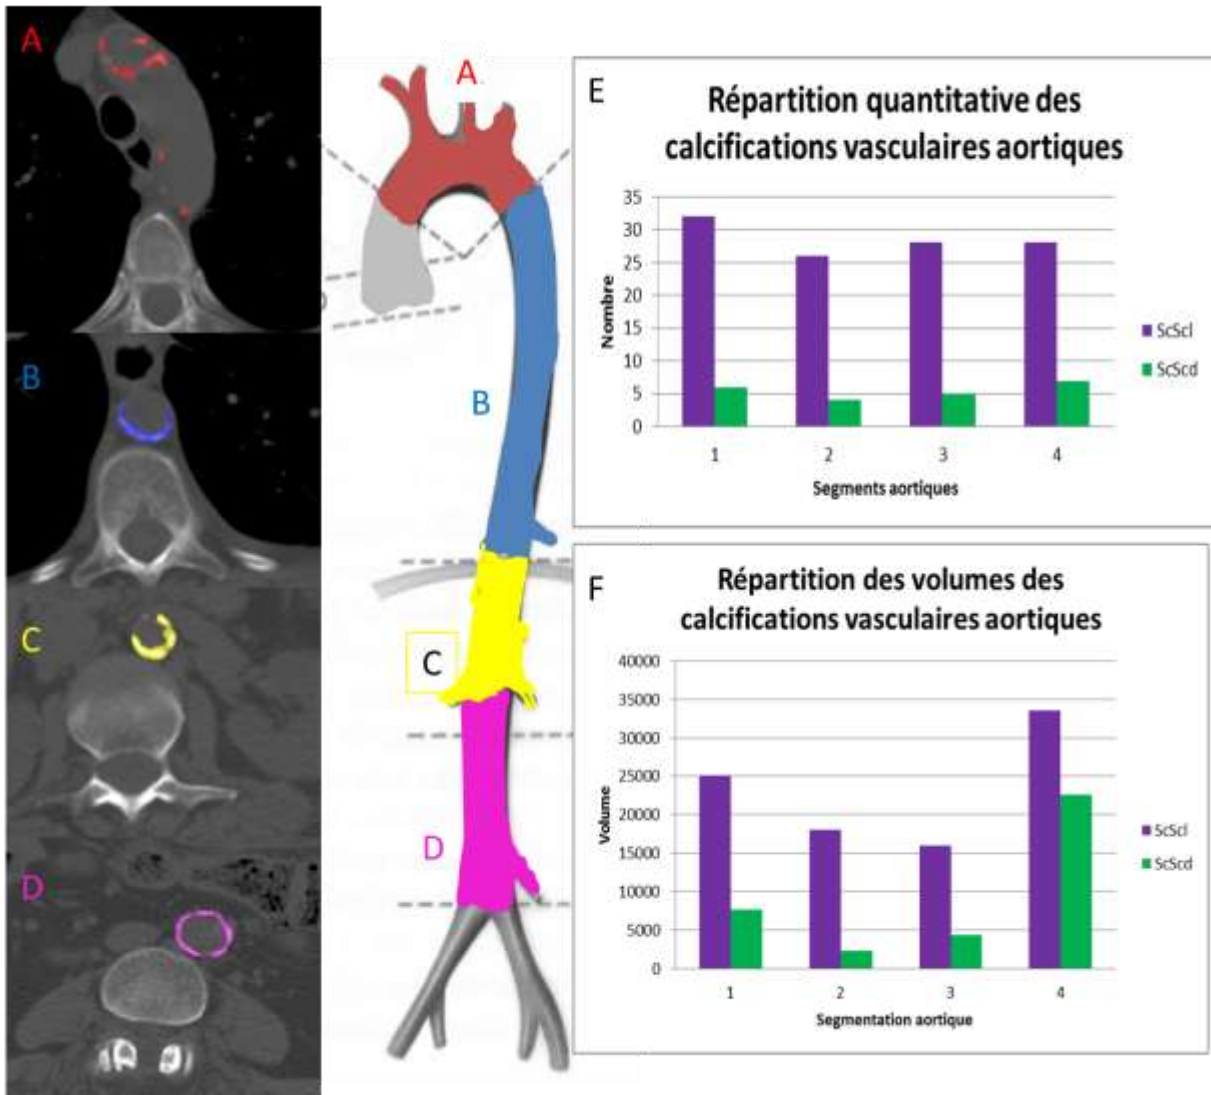 A
B
C
D
A
B
C
D
E
Répartition quantitative des
calcifications vasculaires aortiques
35
30
25
20
15
10
5
0
Nombre
1 2 3 4
Segments aortiques
ScScl
ScScd
F
Répartition des volumes des
calcifications vasculaires aortiques
40000
35000
30000
25000
20000
15000
10000
5000
0
Volume
1 2 3 4
Segmentation aortique
ScScl
ScScd